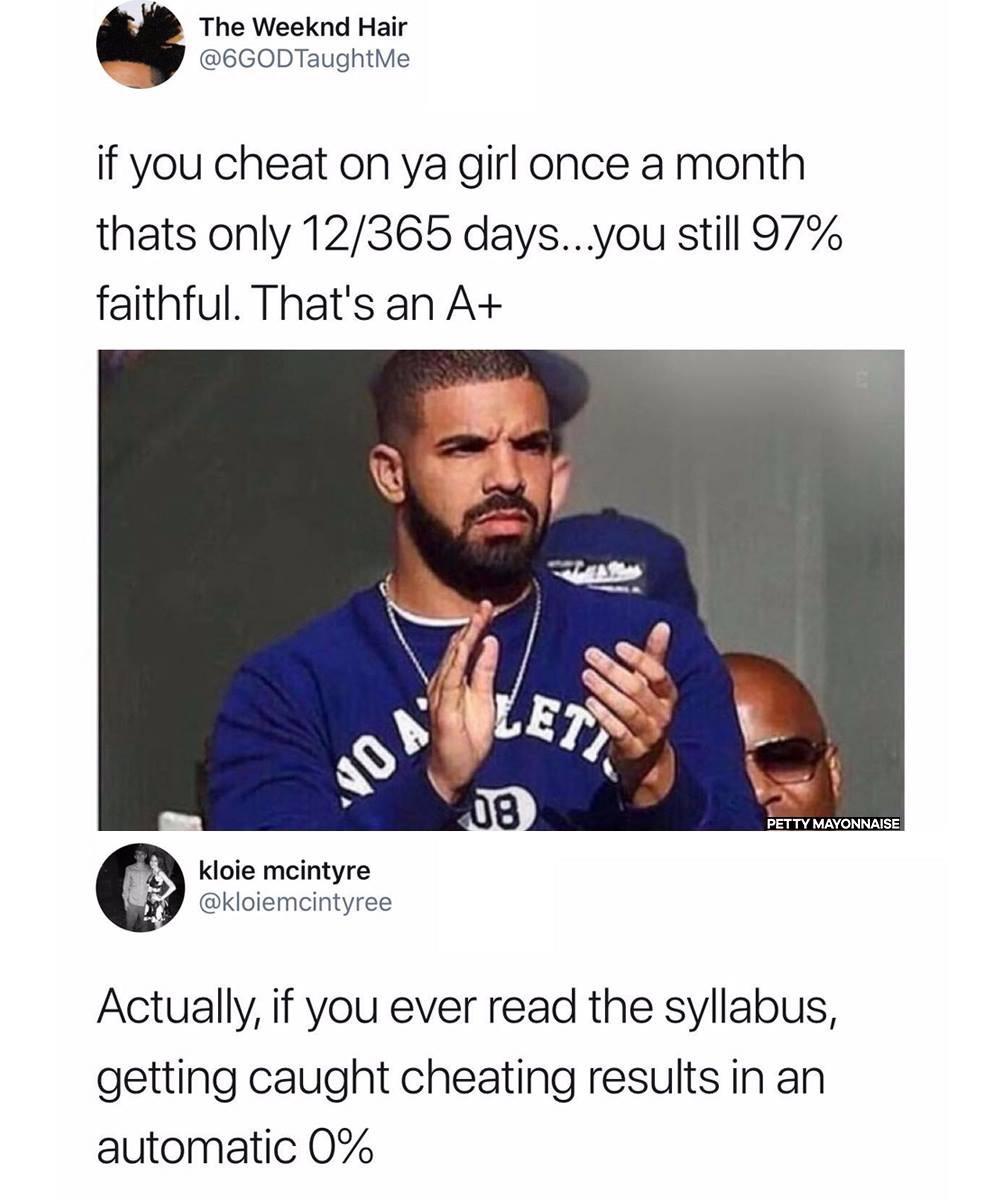 The Weeknd Hair
@6GODTaughtMe
if you cheat on ya girl once a month
thats only 12/365 days...you still 97%
faithful. That's an A+
08
PETTY MAYONNAISE
kloie mcintyre
@kloiemcintyree
Actually, if you ever read the syllabus,
getting caught cheating results in an
automatic 0%